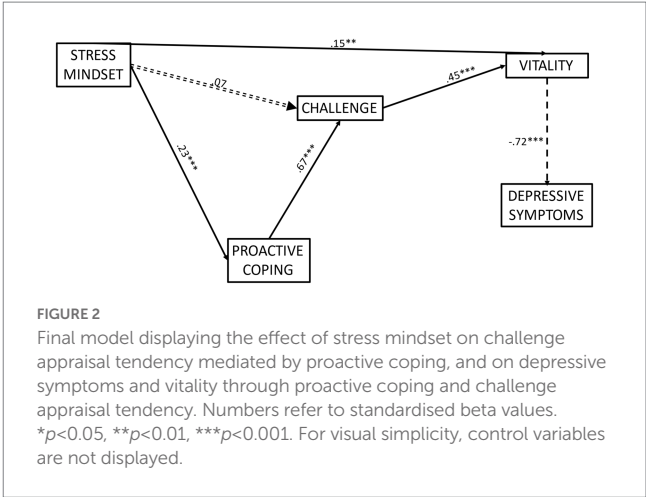 .15**
STRESS
MINDSET
VITALITY
.07
.45***
CHALLENGE
.23***
.67***
-.72***
DEPRESSIVE
SYMPTOMS
PROACTIVE
COPING
FIGURE 2
Final model displaying the effect of stress mindset on challenge
appraisal tendency mediated by proactive coping, and on depressive
symptoms and vitality through proactive coping and challenge
appraisal tendency. Numbers refer to standardised beta values.
*p<0.05, **p<0.01, ***p<0.001. For visual simplicity, control variables
are not displayed.